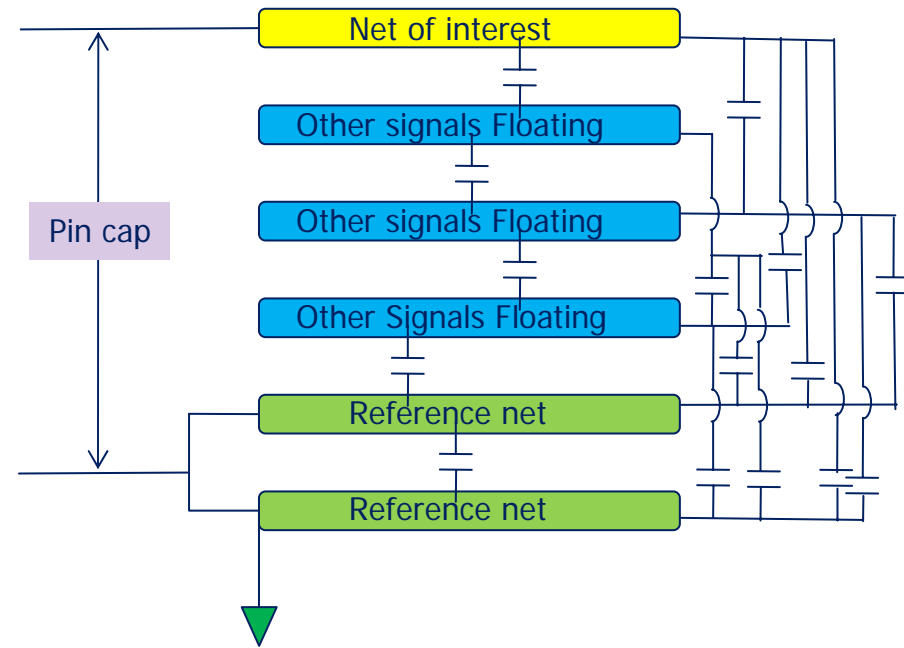 Net of interest
Other signals Floating
Pin cap
Other signals Floating
Other Signals Floating
Reference net
Reference net